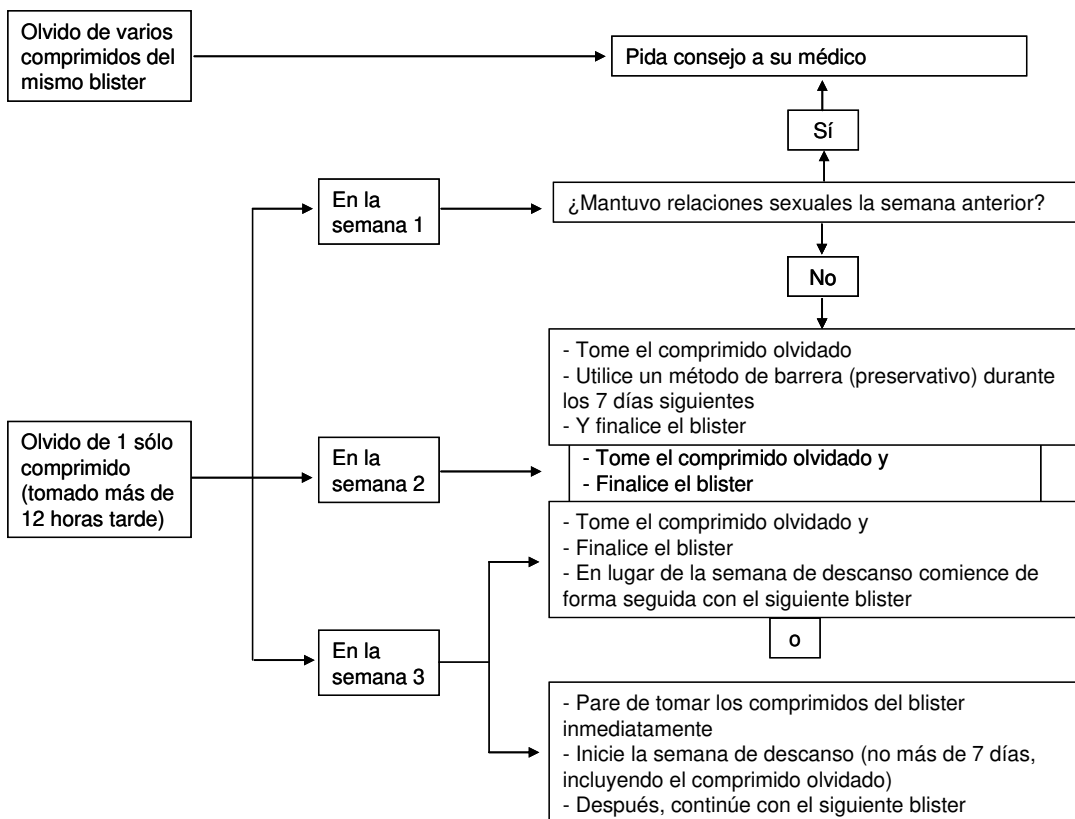 Olvido de varios
comprimidos del
mismo blister
Pida consejo a su médico
Sí
En la
semana 1
¿Mantuvo relaciones sexuales la semana anterior?
No
- Tome el comprimido olvidado
- Utilice un método de barrera (preservativo) durante
los 7 días siguientes
- Y finalice el blister
Olvido de 1 sólo
comprimido
(tomado más de
12 horas tarde)
En la
semana 2
- Tome el comprimido olvidado y
- Finalice el blister
- Tome el comprimido olvidado y
- Finalice el blister
- En lugar de la semana de descanso comience de
forma seguida con el siguiente blister
o
En la
semana 3
- Pare de tomar los comprimidos del blister
inmediatamente
- Inicie la semana de descanso (no más de 7 días,
incluyendo el comprimido olvidado)
- Después, continúe con el siguiente blister